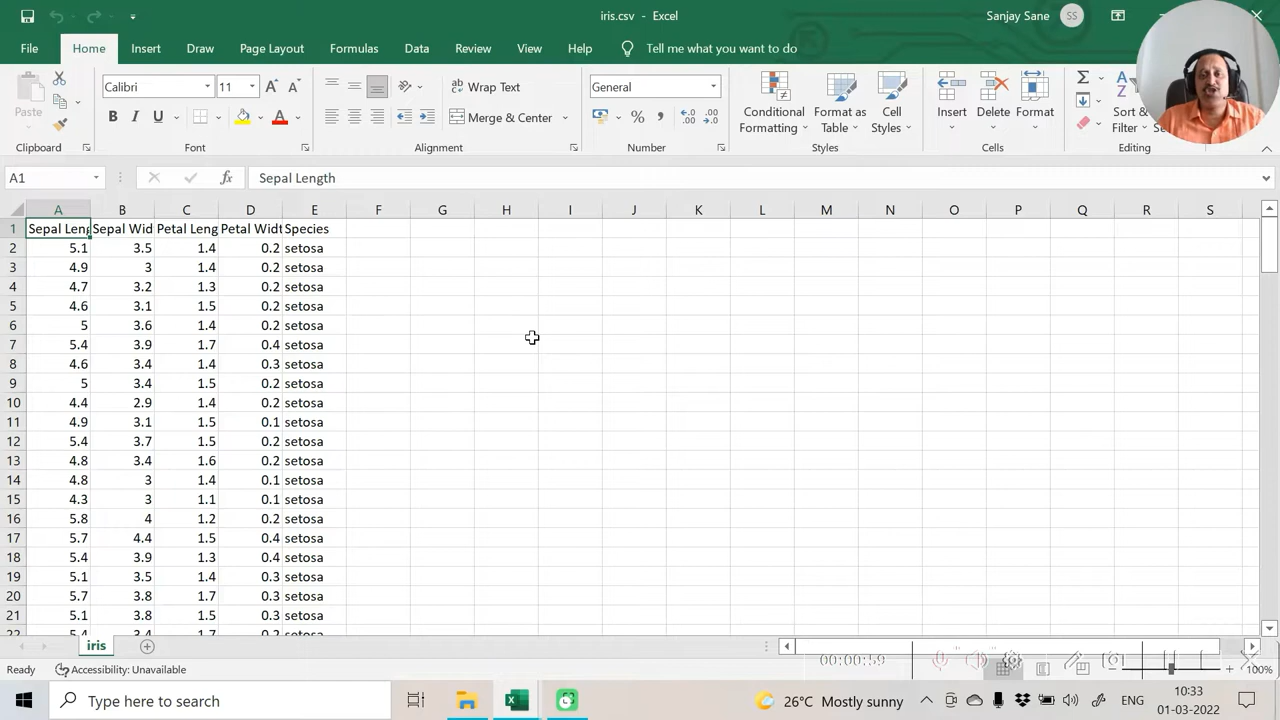 iris.csv - Excel
Sanjay Sane SS
File Home Insert Draw Page Layout Formulas Data Review View Help Tell me what you want to do
Paste
Clipboard
Calibri 11
B I U
Font
Wrap Text
Merge & Center
Alignment
General
%
Number
Conditional Formatting
Format as Table
Cell Styles
Styles
Insert Delete Format
Cells
Sort &
Filter
Editing
A1 fx Sepal Length
A B C D E F G H I J K L M N O P Q R S
1 Sepal Leng Sepal Wid Petal Leng Petal Widt Species
2 5.1 3.5 1.4 0.2 setosa
3 4.9 3 1.4 0.2 setosa
4 4.7 3.2 1.3 0.2 setosa
5 4.6 3.1 1.5 0.2 setosa
6 5 3.6 1.4 0.2 setosa
7 5.4 3.9 1.7 0.4 setosa
8 4.6 3.4 1.4 0.3 setosa
9 5 3.4 1.5 0.2 setosa
10 4.4 2.9 1.4 0.2 setosa
11 4.9 3.1 1.5 0.1 setosa
12 5.4 3.7 1.5 0.2 setosa
13 4.8 3.4 1.6 0.2 setosa
14 4.8 3 1.4 0.1 setosa
15 4.3 3 1.1 0.1 setosa
16 5.8 4 1.2 0.2 setosa
17 5.7 4.4 1.5 0.4 setosa
18 5.4 3.9 1.3 0.4 setosa
19 5.1 3.5 1.4 0.3 setosa
20 5.7 3.8 1.7 0.3 setosa
21 5.1 3.8 1.5 0.3 setosa
22 5.4 3.4 1.7 0.2 setosa
iris
Ready Accessibility: Unavailable 00:00:59 100%
Type here to search 26°C Mostly sunny ENG 10:33
01-03-2022